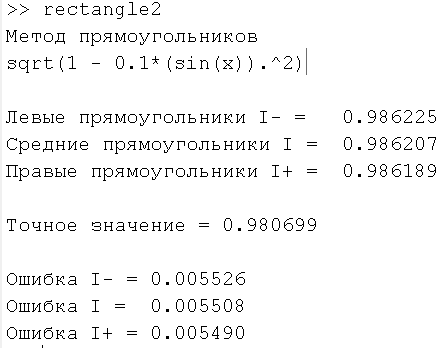 >> rectangle2
Метод прямоугольников
sqrt(1 - 0.1*(sin(x)).^2)
Левые прямоугольники I- = 0.986225
Средние прямоугольники I = 0.986207
Правые прямоугольники I+ = 0.986189
Точное значение = 0.980699
Ошибка I- = 0.005526
Ошибка I = 0.005508
Ошибка I+ = 0.005490